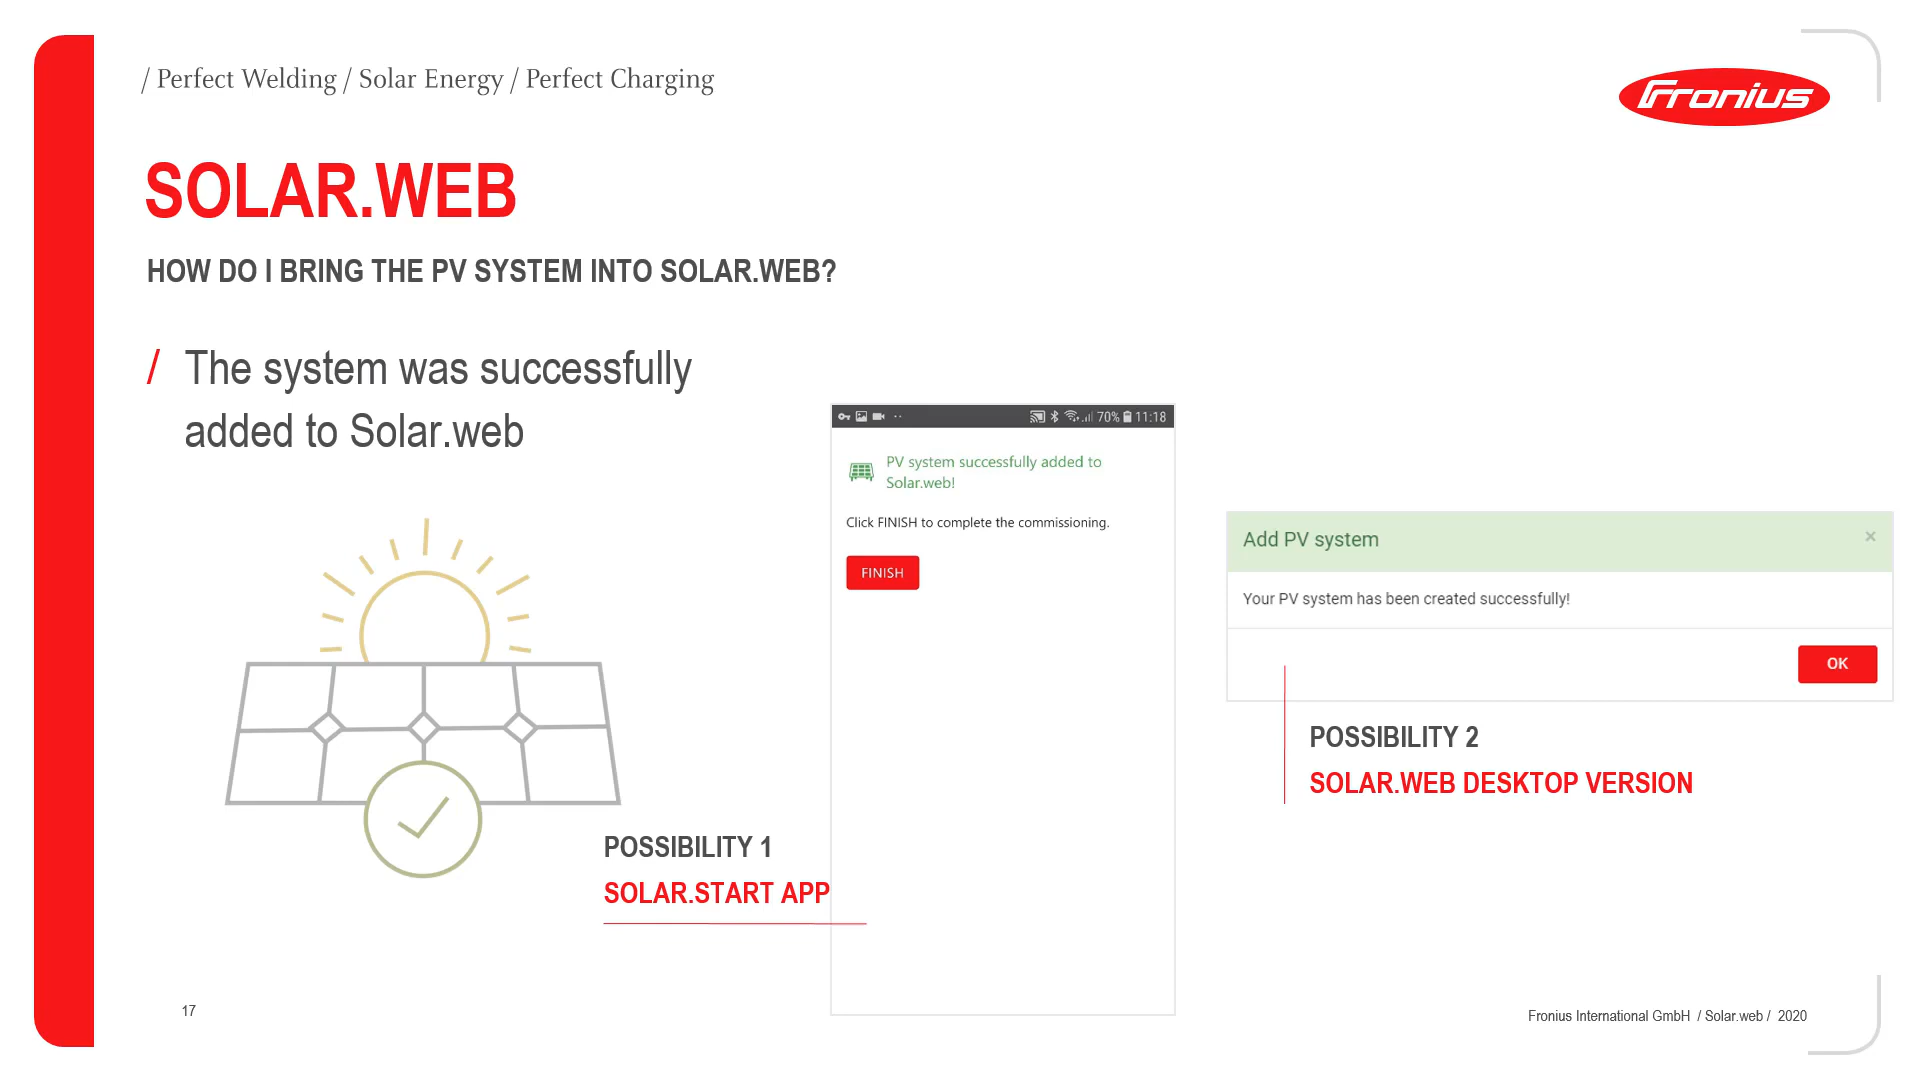 / Perfect Welding / Solar Energy / Perfect Charging
Fronius
SOLAR.WEB
HOW DO I BRING THE PV SYSTEM INTO SOLAR.WEB?
/ The system was successfully
added to Solar.web
70% 11:18
PV system successfully added to
Solar.web!
Click FINISH to complete the commissioning.
FINISH
Add PV system ×
Your PV system has been created successfully!
OK
POSSIBILITY 2
SOLAR.WEB DESKTOP VERSION
POSSIBILITY 1
SOLAR.START APP
17
Fronius International GmbH / Solar.web / 2020